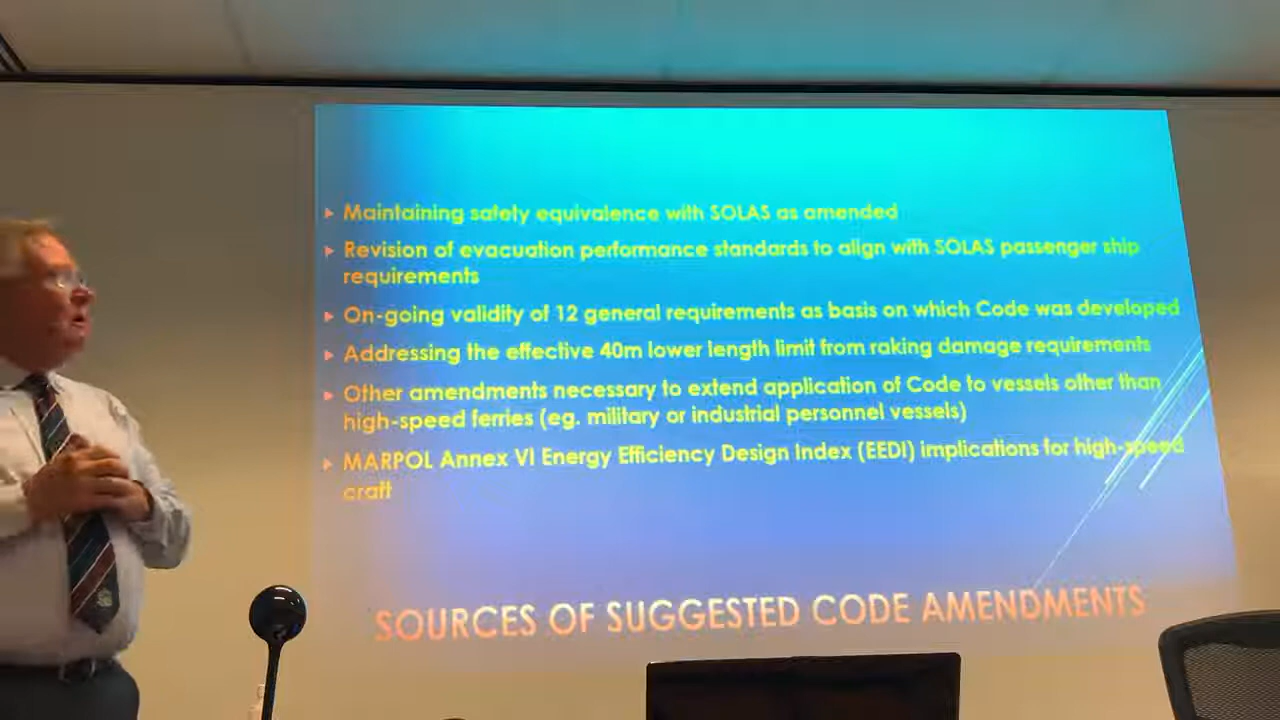 Maintaining safety equivalence with SOLAS as amended
Revision of evacuation performance standards to align with SOLAS passenger ship
requirements
On-going validity of 12 general requirements as basis on which Code was developed
Addressing the effective 40m lower length limit from raking damage requirements
Other amendments necessary to extend application of Code to vessels other than
high-speed ferries (eg. military or industrial personnel vessels)
MARPOL Annex VI Energy Efficiency Design Index (EEDI) implications for high-speed
craft
SOURCES OF SUGGESTED CODE AMENDMENTS